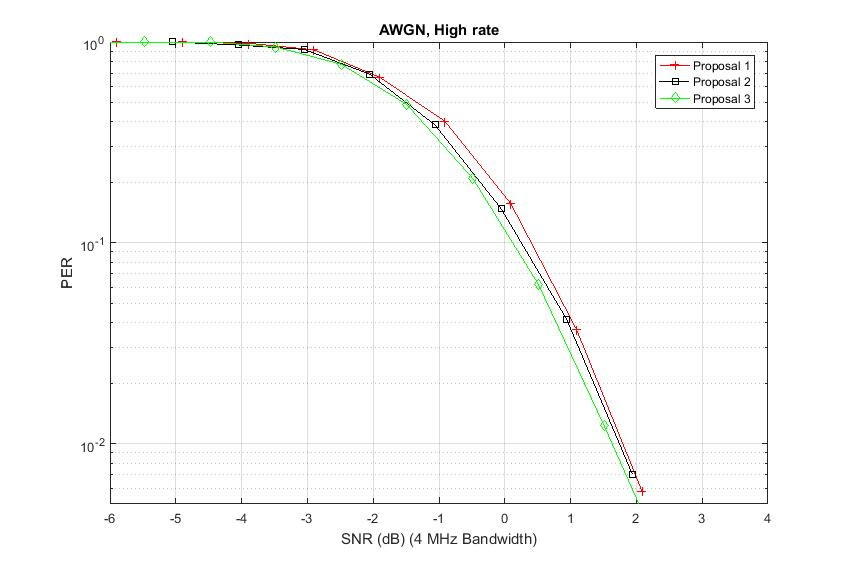 AWGN, High rate
10^0
10^-1
10^-2
PER
Proposal 1
Proposal 2
Proposal 3
-6 -5 -4 -3 -2 -1 0 1 2 3 4
SNR (dB) (4 MHz Bandwidth)